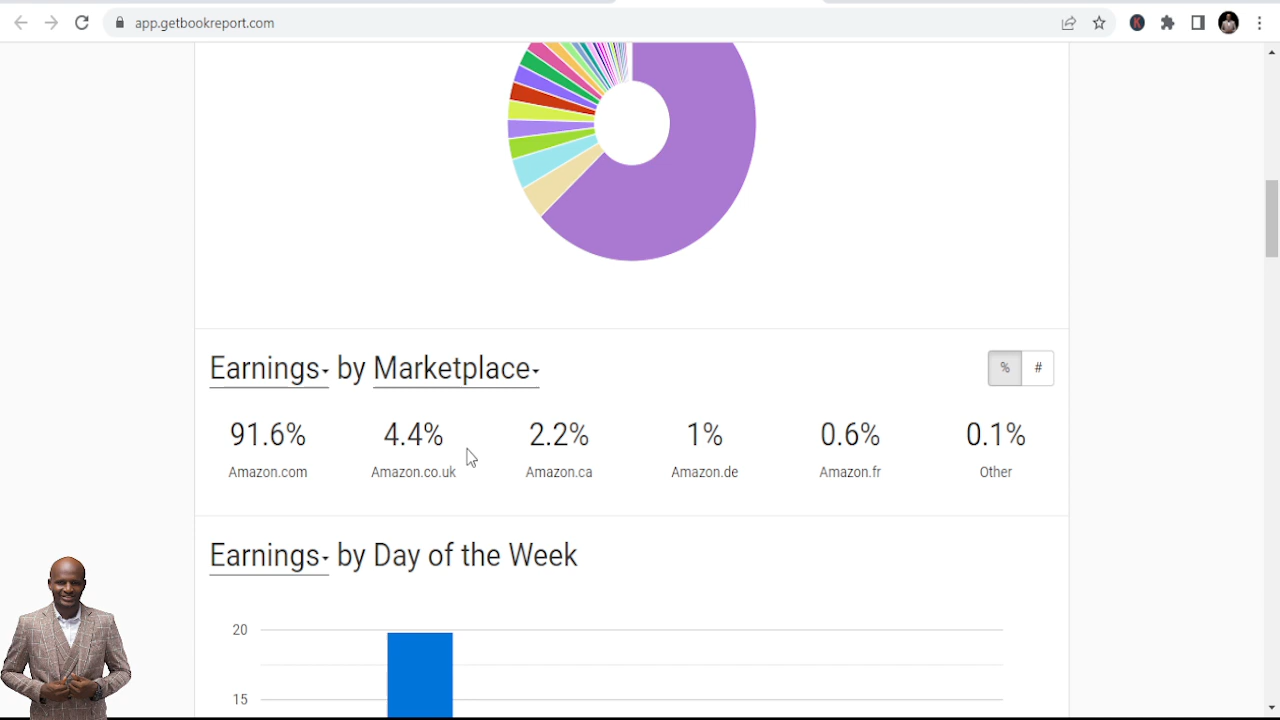 app.getbookreport.com
K
Earnings by Marketplace
% #
91.6% 4.4% 2.2% 1% 0.6% 0.1%
Amazon.com Amazon.co.uk Amazon.ca Amazon.de Amazon.fr Other
Earnings by Day of the Week
20
15